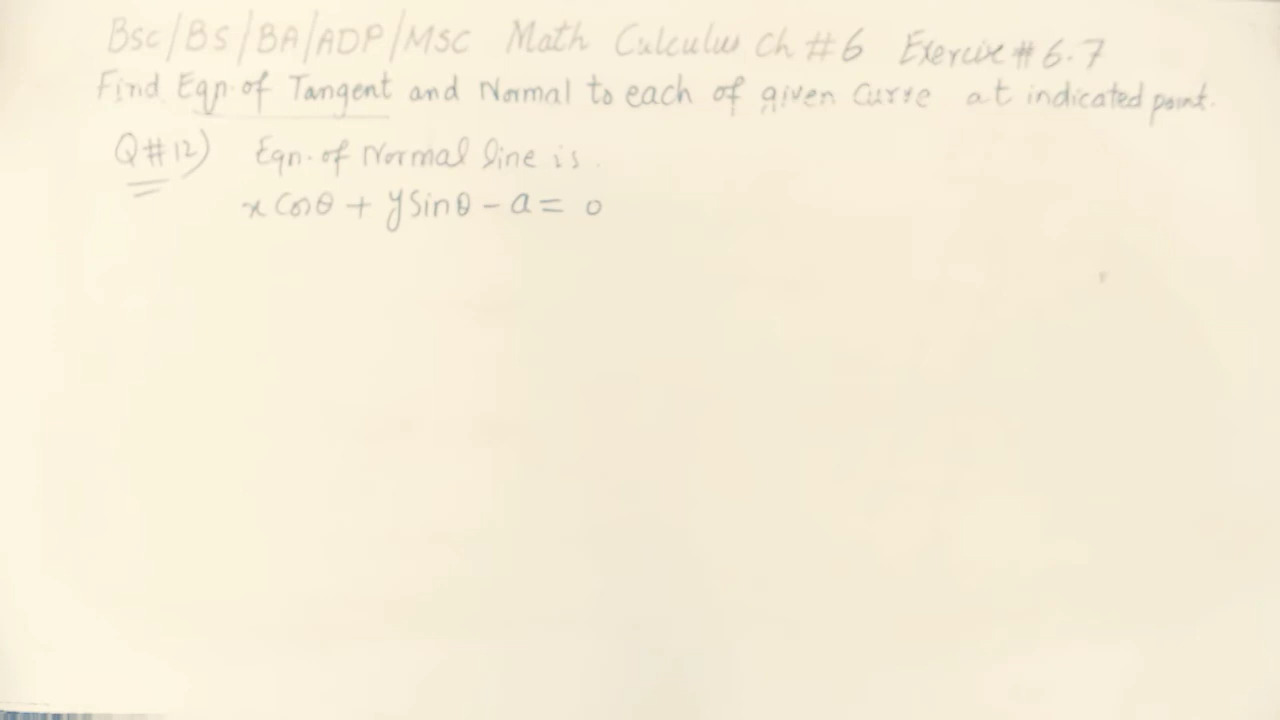 Bsc/BS/BA/ADP/MSC Math Calculus Ch #6 Exercise # 6.7
Find Eqn. of Tangent and Normal to each of given Curve at indicated point.
Q#12) Eqn. of Normal line is.
x Cosθ + y Sinθ - a = 0